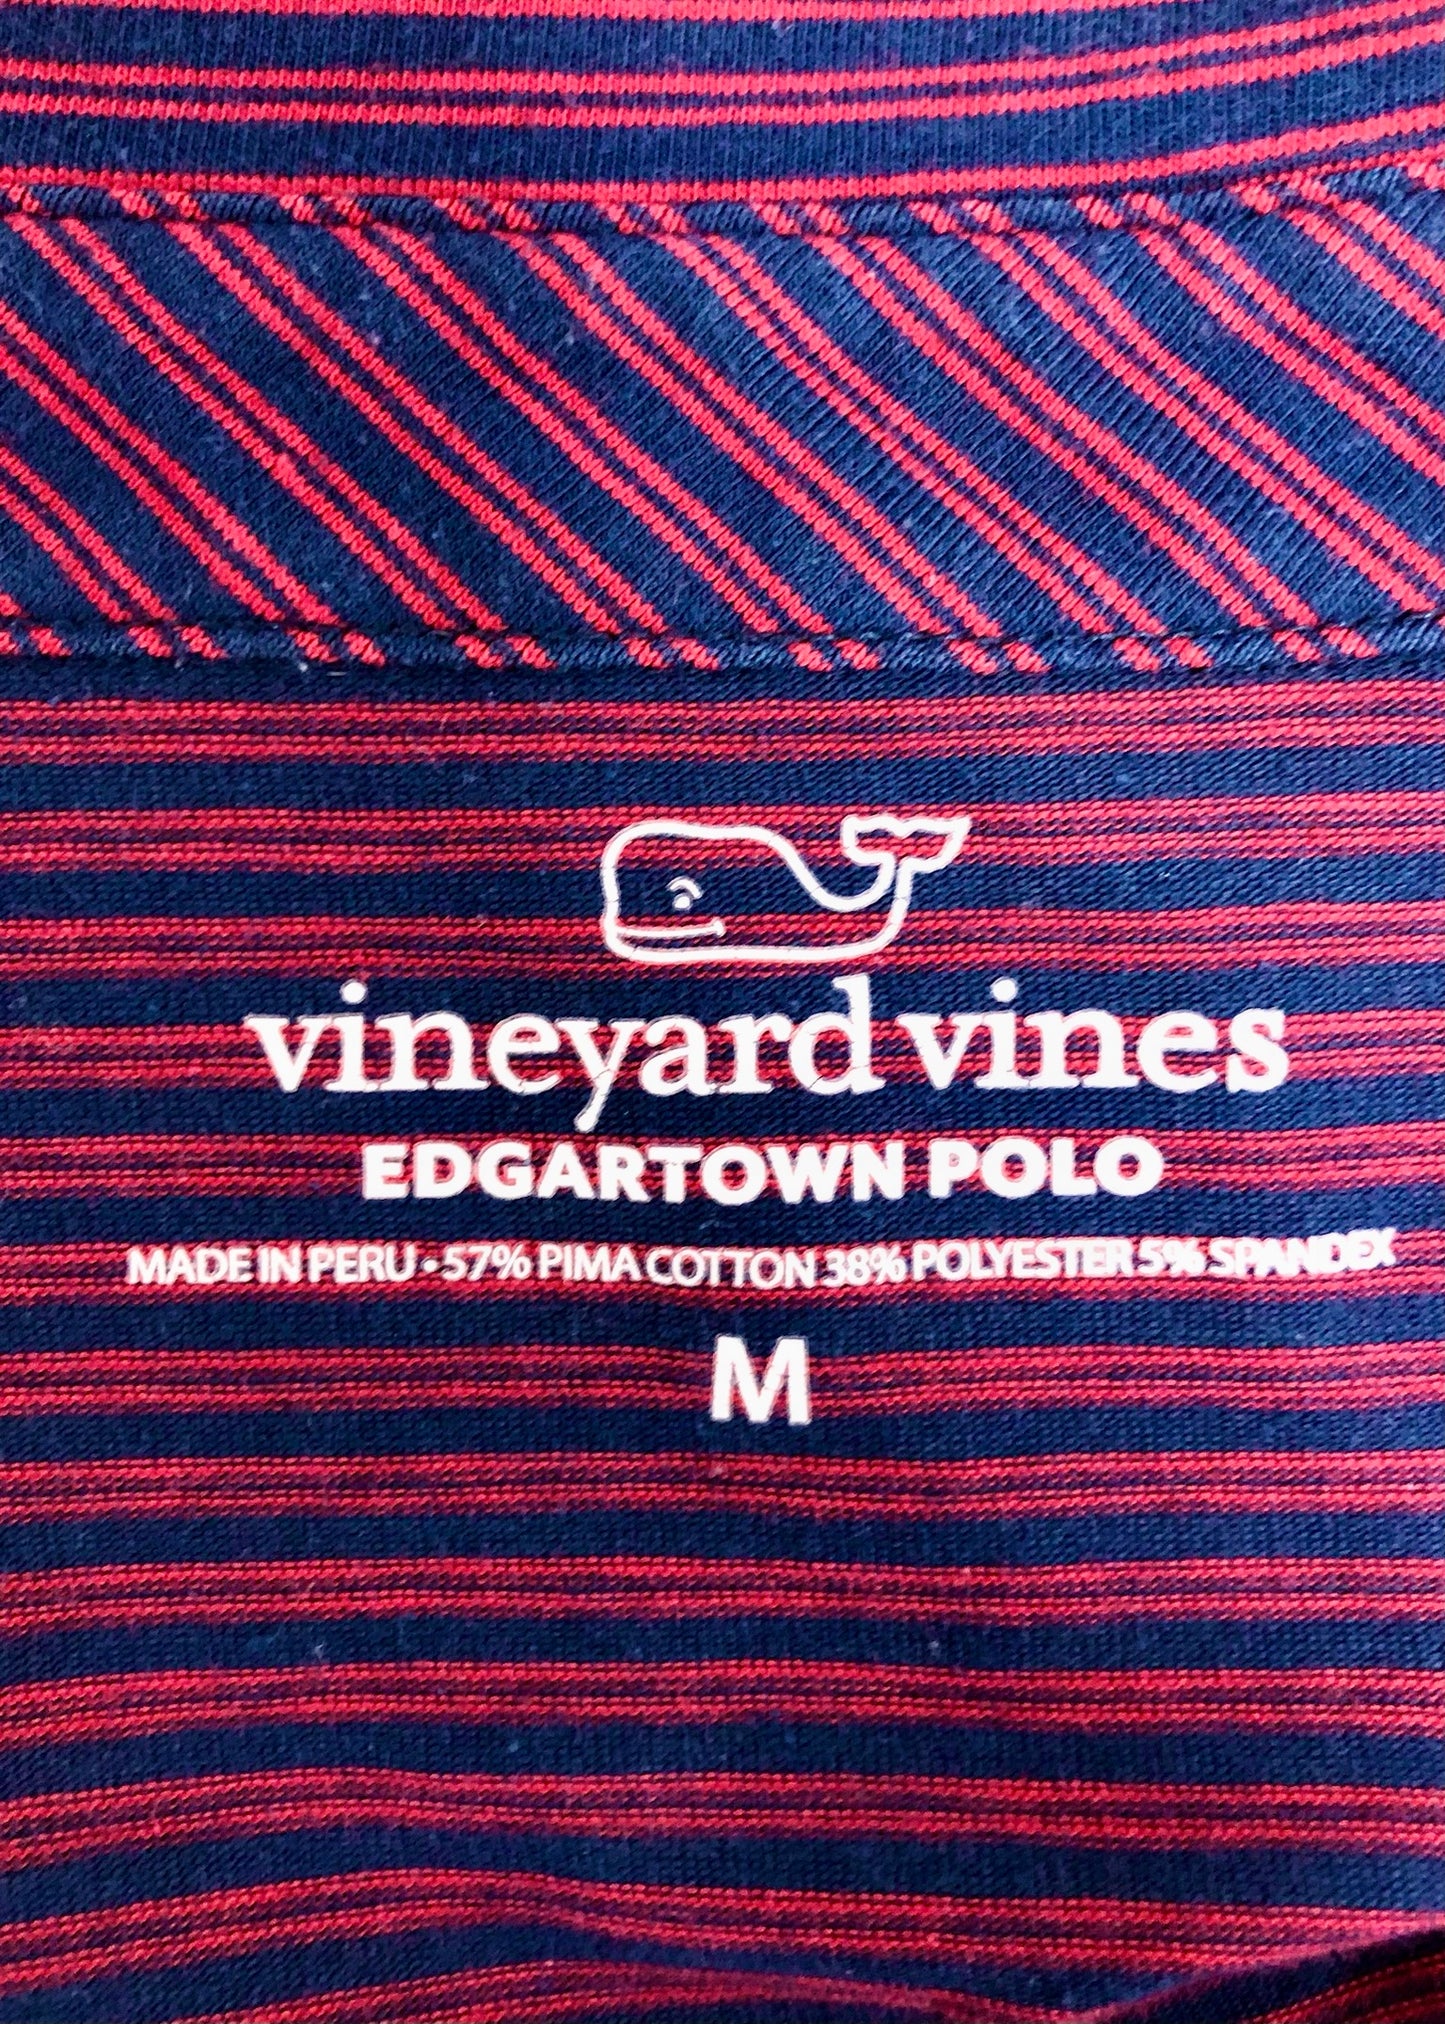 vineyard vines
EDGARTOWN POLO
MADE IN PERU • 57% PIMA COTTON 38% POLYESTER 5% SPANDEX
M